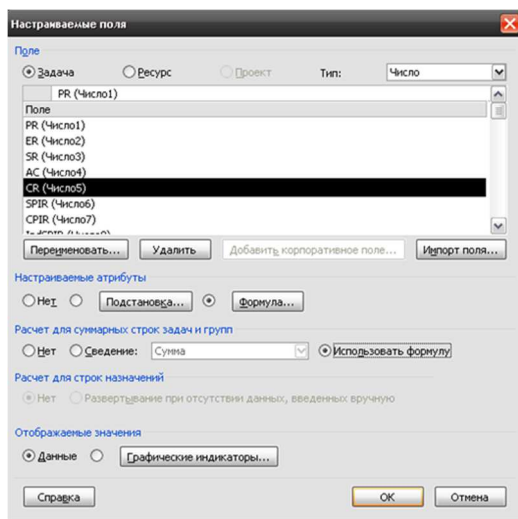 Настраиваемые поля
Поле
Задача Ресурс Проект Тип: Число
PR (Число1)
Поле
PR (Число1)
ER (Число2)
SR (Число3)
AC (Число4)
CR (Число5)
SPIR (Число6)
CPIR (Число7)
Переименовать... Удалить Добавить корпоративное поле... Импорт поля...
Настраиваемые атрибуты
Нет Подстановка... Формула...
Расчет для суммарных строк задач и групп
Нет Сведение: Сумма Использовать формулу
Расчет для строк назначений
Нет Развертывание при отсутствии данных, введенных вручную
Отображаемые значения
Данные Графические индикаторы...
Справка ОК Отмена